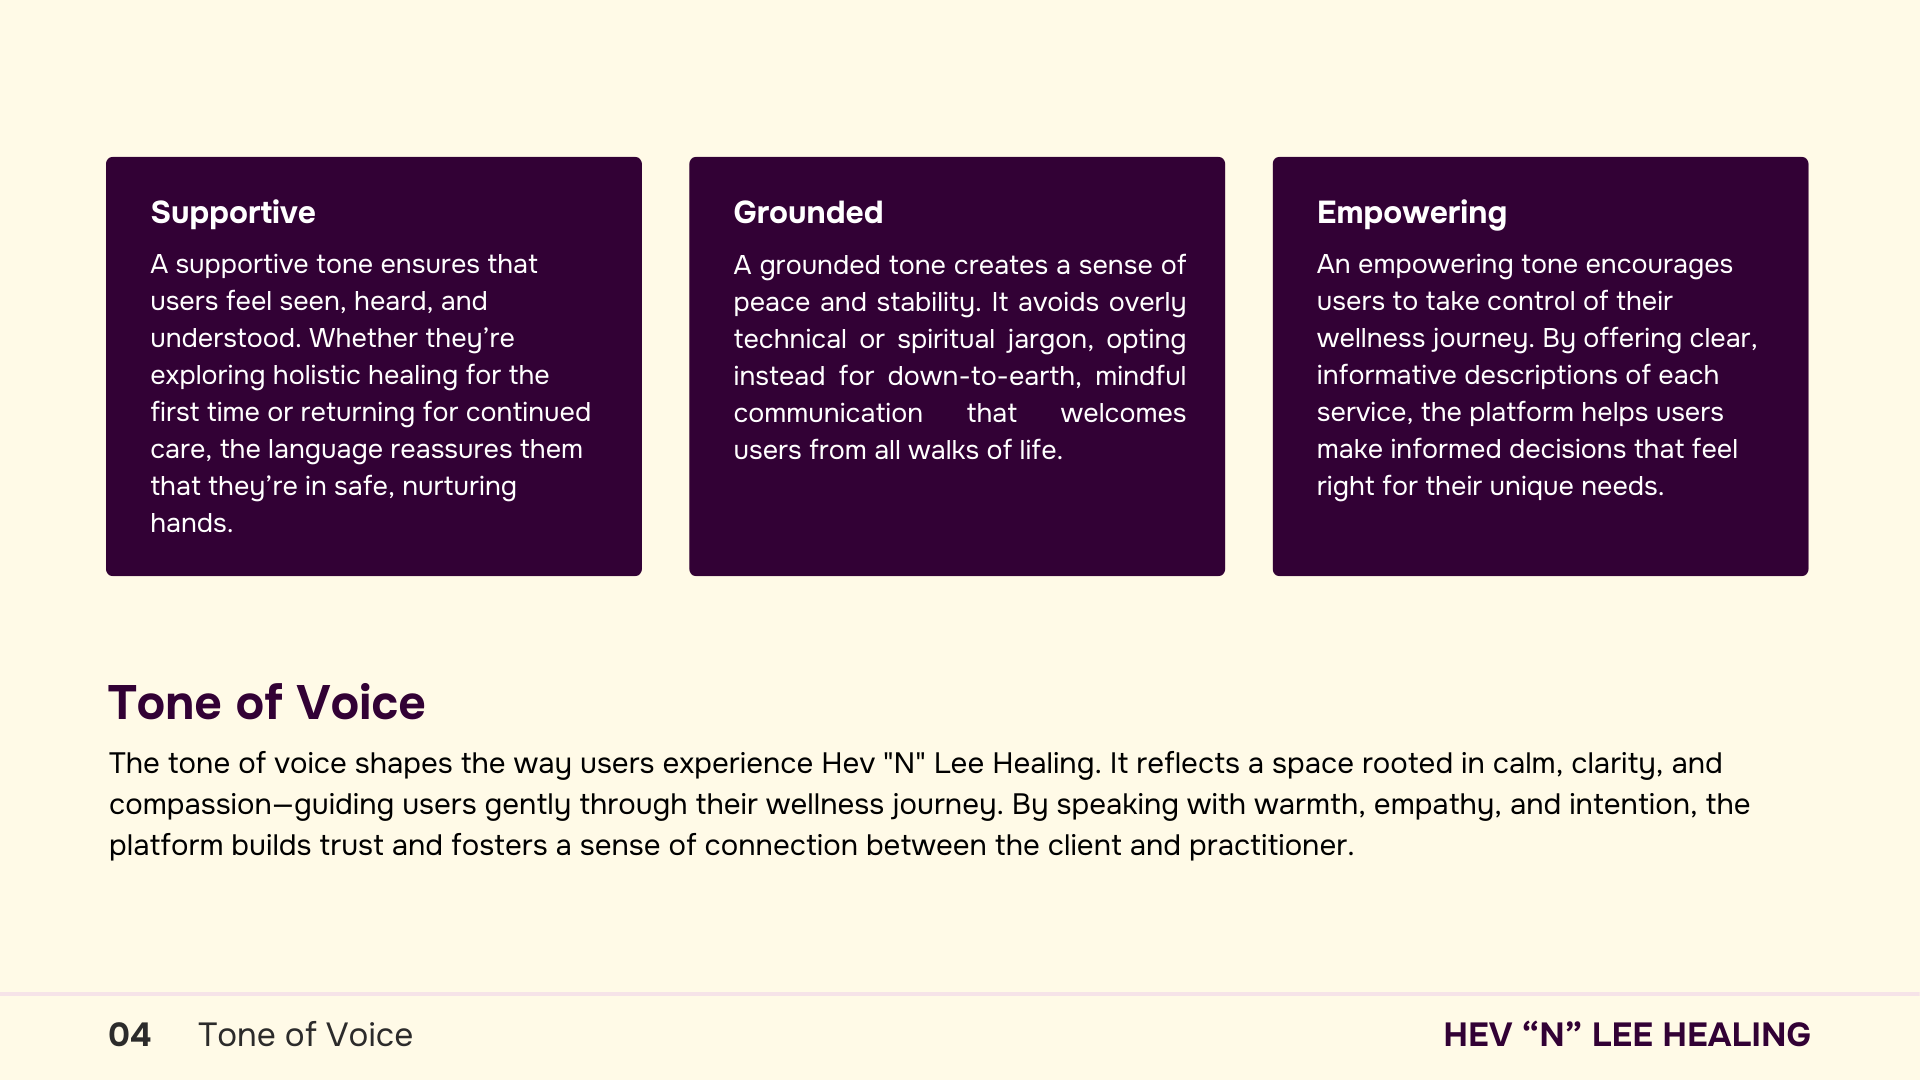 Supportive
A supportive tone ensures that
users feel seen, heard, and
understood. Whether they’re
exploring holistic healing for the
first time or returning for continued
care, the language reassures them
that they’re in safe, nurturing
hands.
Grounded
A grounded tone creates a sense of
peace and stability. It avoids overly
technical or spiritual jargon, opting
instead for down-to-earth, mindful
communication that welcomes
users from all walks of life.
Empowering
An empowering tone encourages
users to take control of their
wellness journey. By offering clear,
informative descriptions of each
service, the platform helps users
make informed decisions that feel
right for their unique needs.
Tone of Voice
The tone of voice shapes the way users experience Hev "N" Lee Healing. It reflects a space rooted in calm, clarity, and
compassion—guiding users gently through their wellness journey. By speaking with warmth, empathy, and intention, the
platform builds trust and fosters a sense of connection between the client and practitioner.
04 Tone of Voice
HEV “N” LEE HEALING